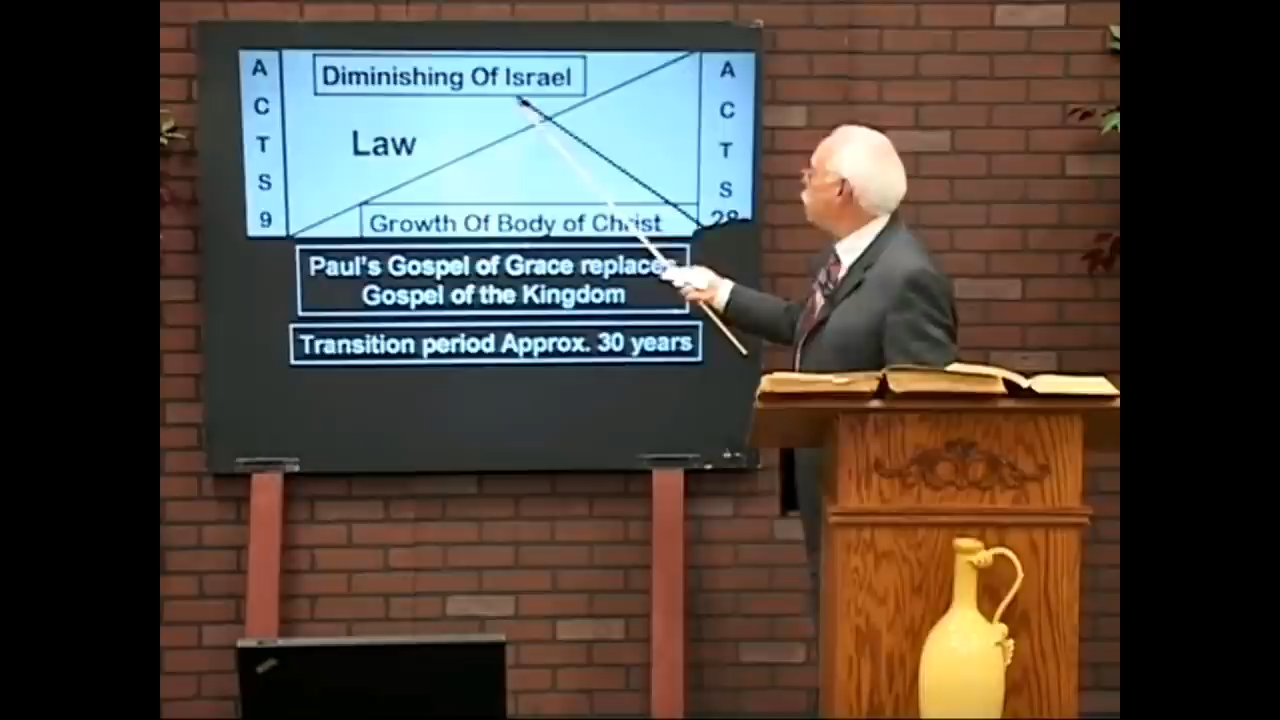 ACTS 9
Diminishing Of Israel
Law
Growth Of Body of Christ
ACTS 28
Paul's Gospel of Grace replaces
Gospel of the Kingdom
Transition period Approx. 30 years